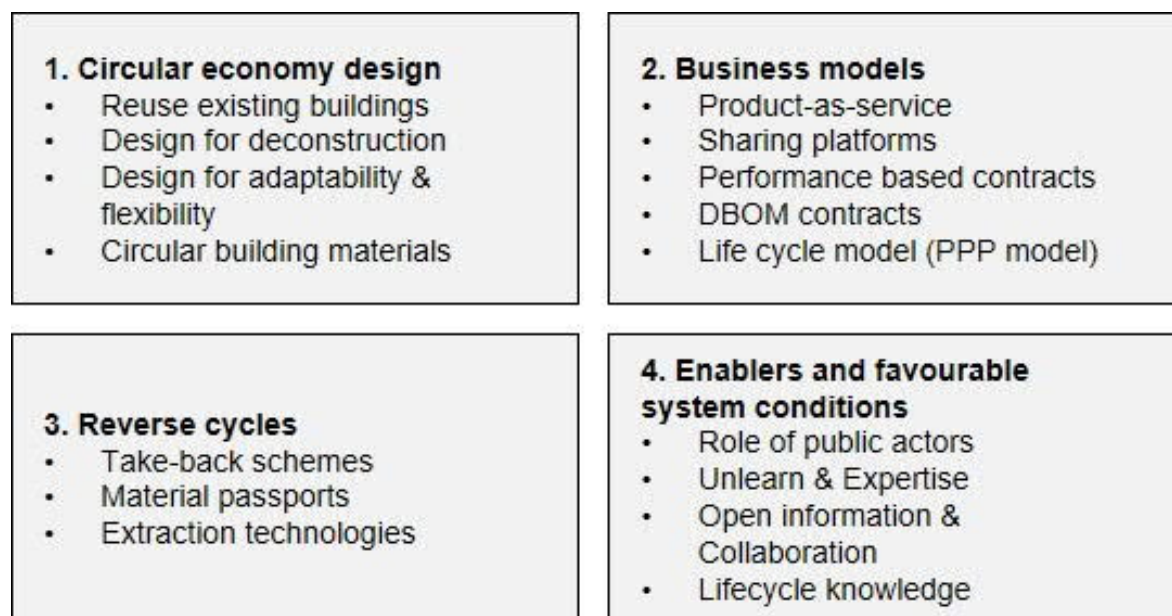 1. Circular economy design
• Reuse existing buildings
• Design for deconstruction
• Design for adaptability &
flexibility
• Circular building materials
2. Business models
• Product-as-service
• Sharing platforms
• Performance based contracts
• DBOM contracts
• Life cycle model (PPP model)
3. Reverse cycles
• Take-back schemes
• Material passports
• Extraction technologies
4. Enablers and favourable
system conditions
• Role of public actors
• Unlearn & Expertise
• Open information &
Collaboration
• Lifecycle knowledge